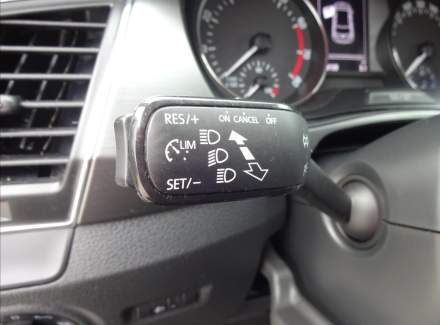 RES/+ ON CANCEL OFF
LIM
SET/-